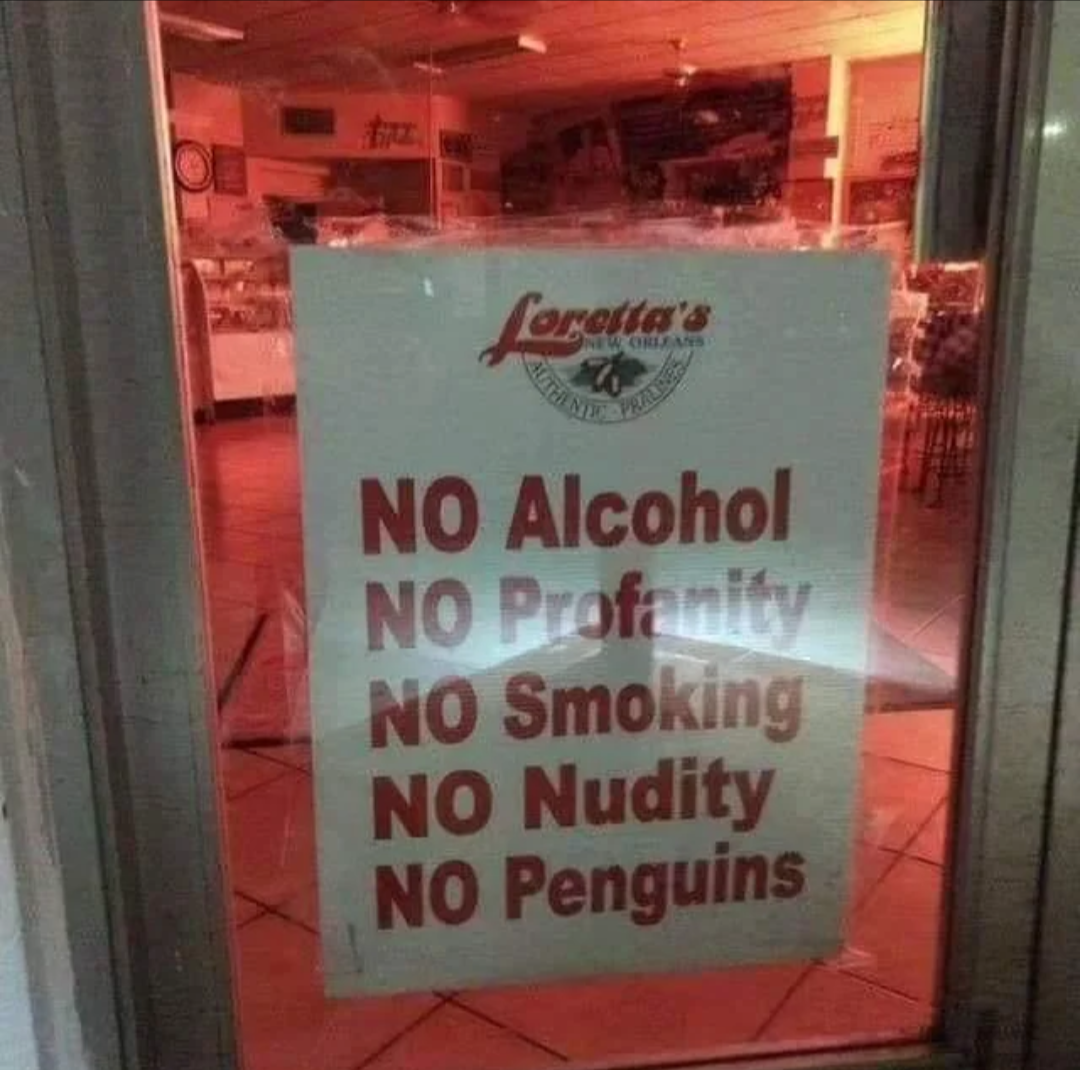 Loretta's
NEW ORLEANS
AUTHENTIC · PRALINES
NO Alcohol
NO Profanity
NO Smoking
NO Nudity
NO Penguins